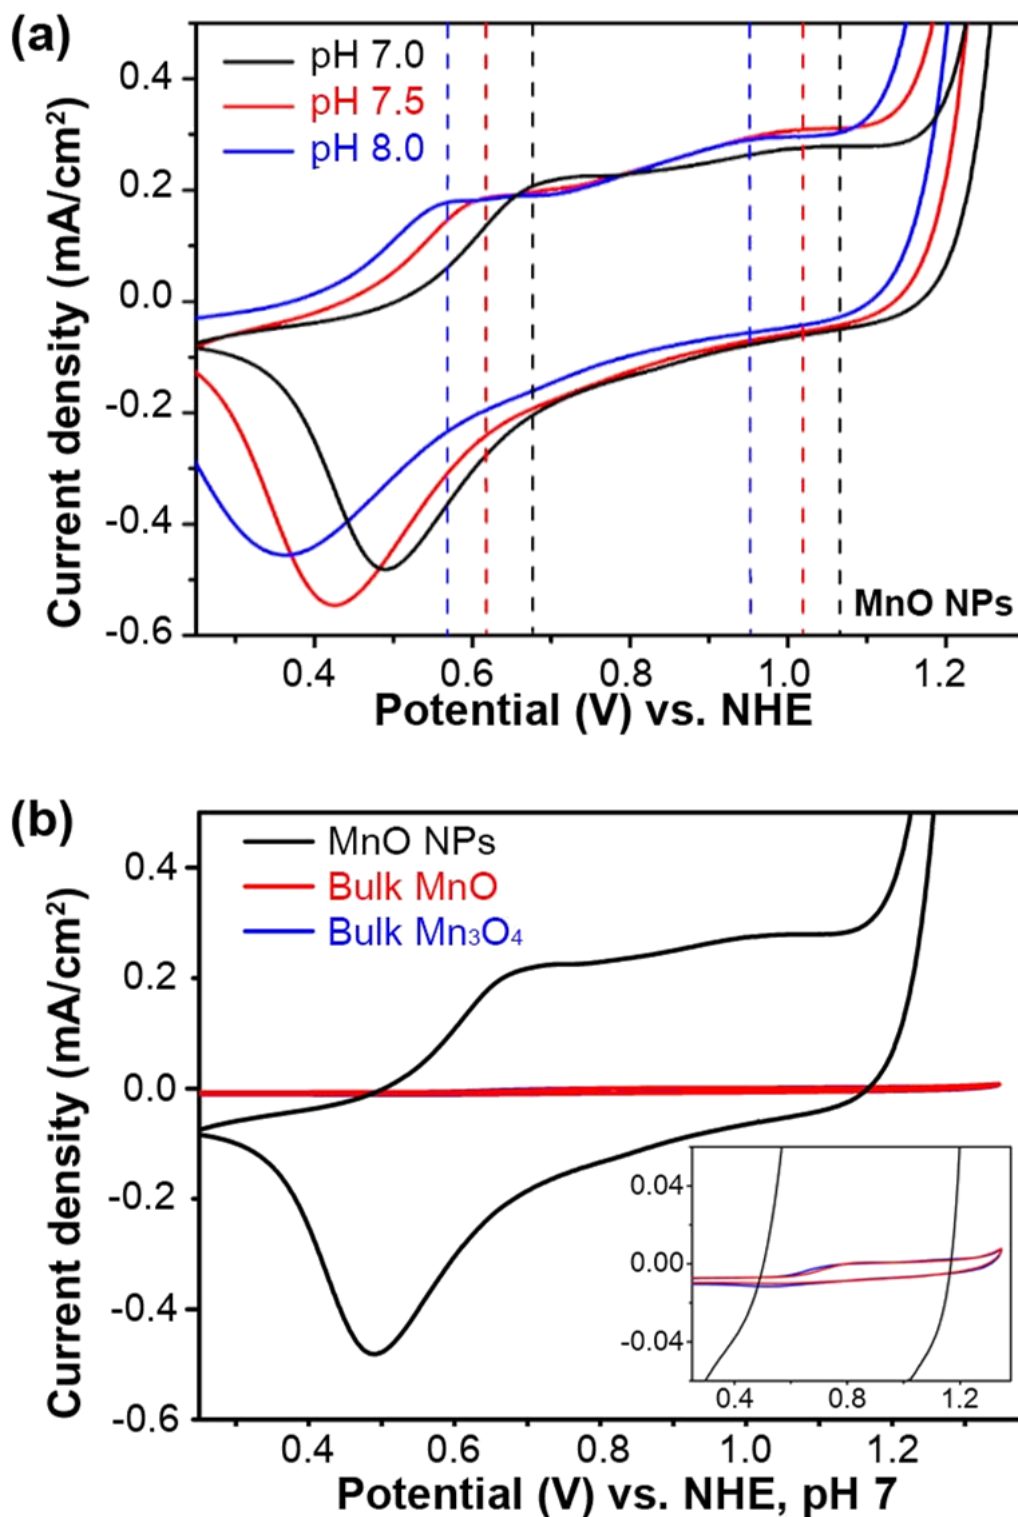 (a)
pH 7.0
pH 7.5
pH 8.0
0.4
0.2
0.0
-0.2
-0.4
-0.6
Current density (mA/cm²)
MnO NPs
0.4 0.6 0.8 1.0 1.2
Potential (V) vs. NHE
(b)
MnO NPs
Bulk MnO
Bulk Mn₃O₄
0.4
0.2
0.0
-0.2
-0.4
-0.6
Current density (mA/cm²)
0.04
0.00
-0.04
0.4 0.8 1.2
0.4 0.6 0.8 1.0 1.2
Potential (V) vs. NHE, pH 7